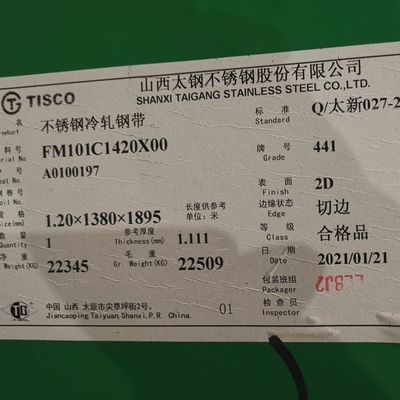 TISCO
山西太钢不锈钢股份有限公司
SHANXI TAIGANG STAINLESS STEEL CO.,LTD.
不锈钢冷轧钢带
标准 Standard Q/太新027-2
FM101C1420X00
牌号 Grade 441
A0100197
表面 Finish 2D
1.20×1380×1895
长度供参考 单位：米
边缘状态 Edge 切边
数量 Quantity 1
参考厚度 Thickness(mm) 1.111
等级 Class 合格品
Weight(KG) 22345
毛重 Gr. Weight(KG) 22509
日期 Date 2021/01/21
包装班组 Packager
检查员 Inspector
中国 山西 太原市尖草坪街2号。
Jiancaoping Taiyuan, Shanxi, P.R. China.
01